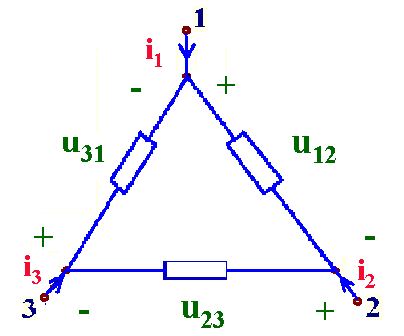 1
i1
- +
u31 u12
+ -
i3 i2
3 - u23 + 2